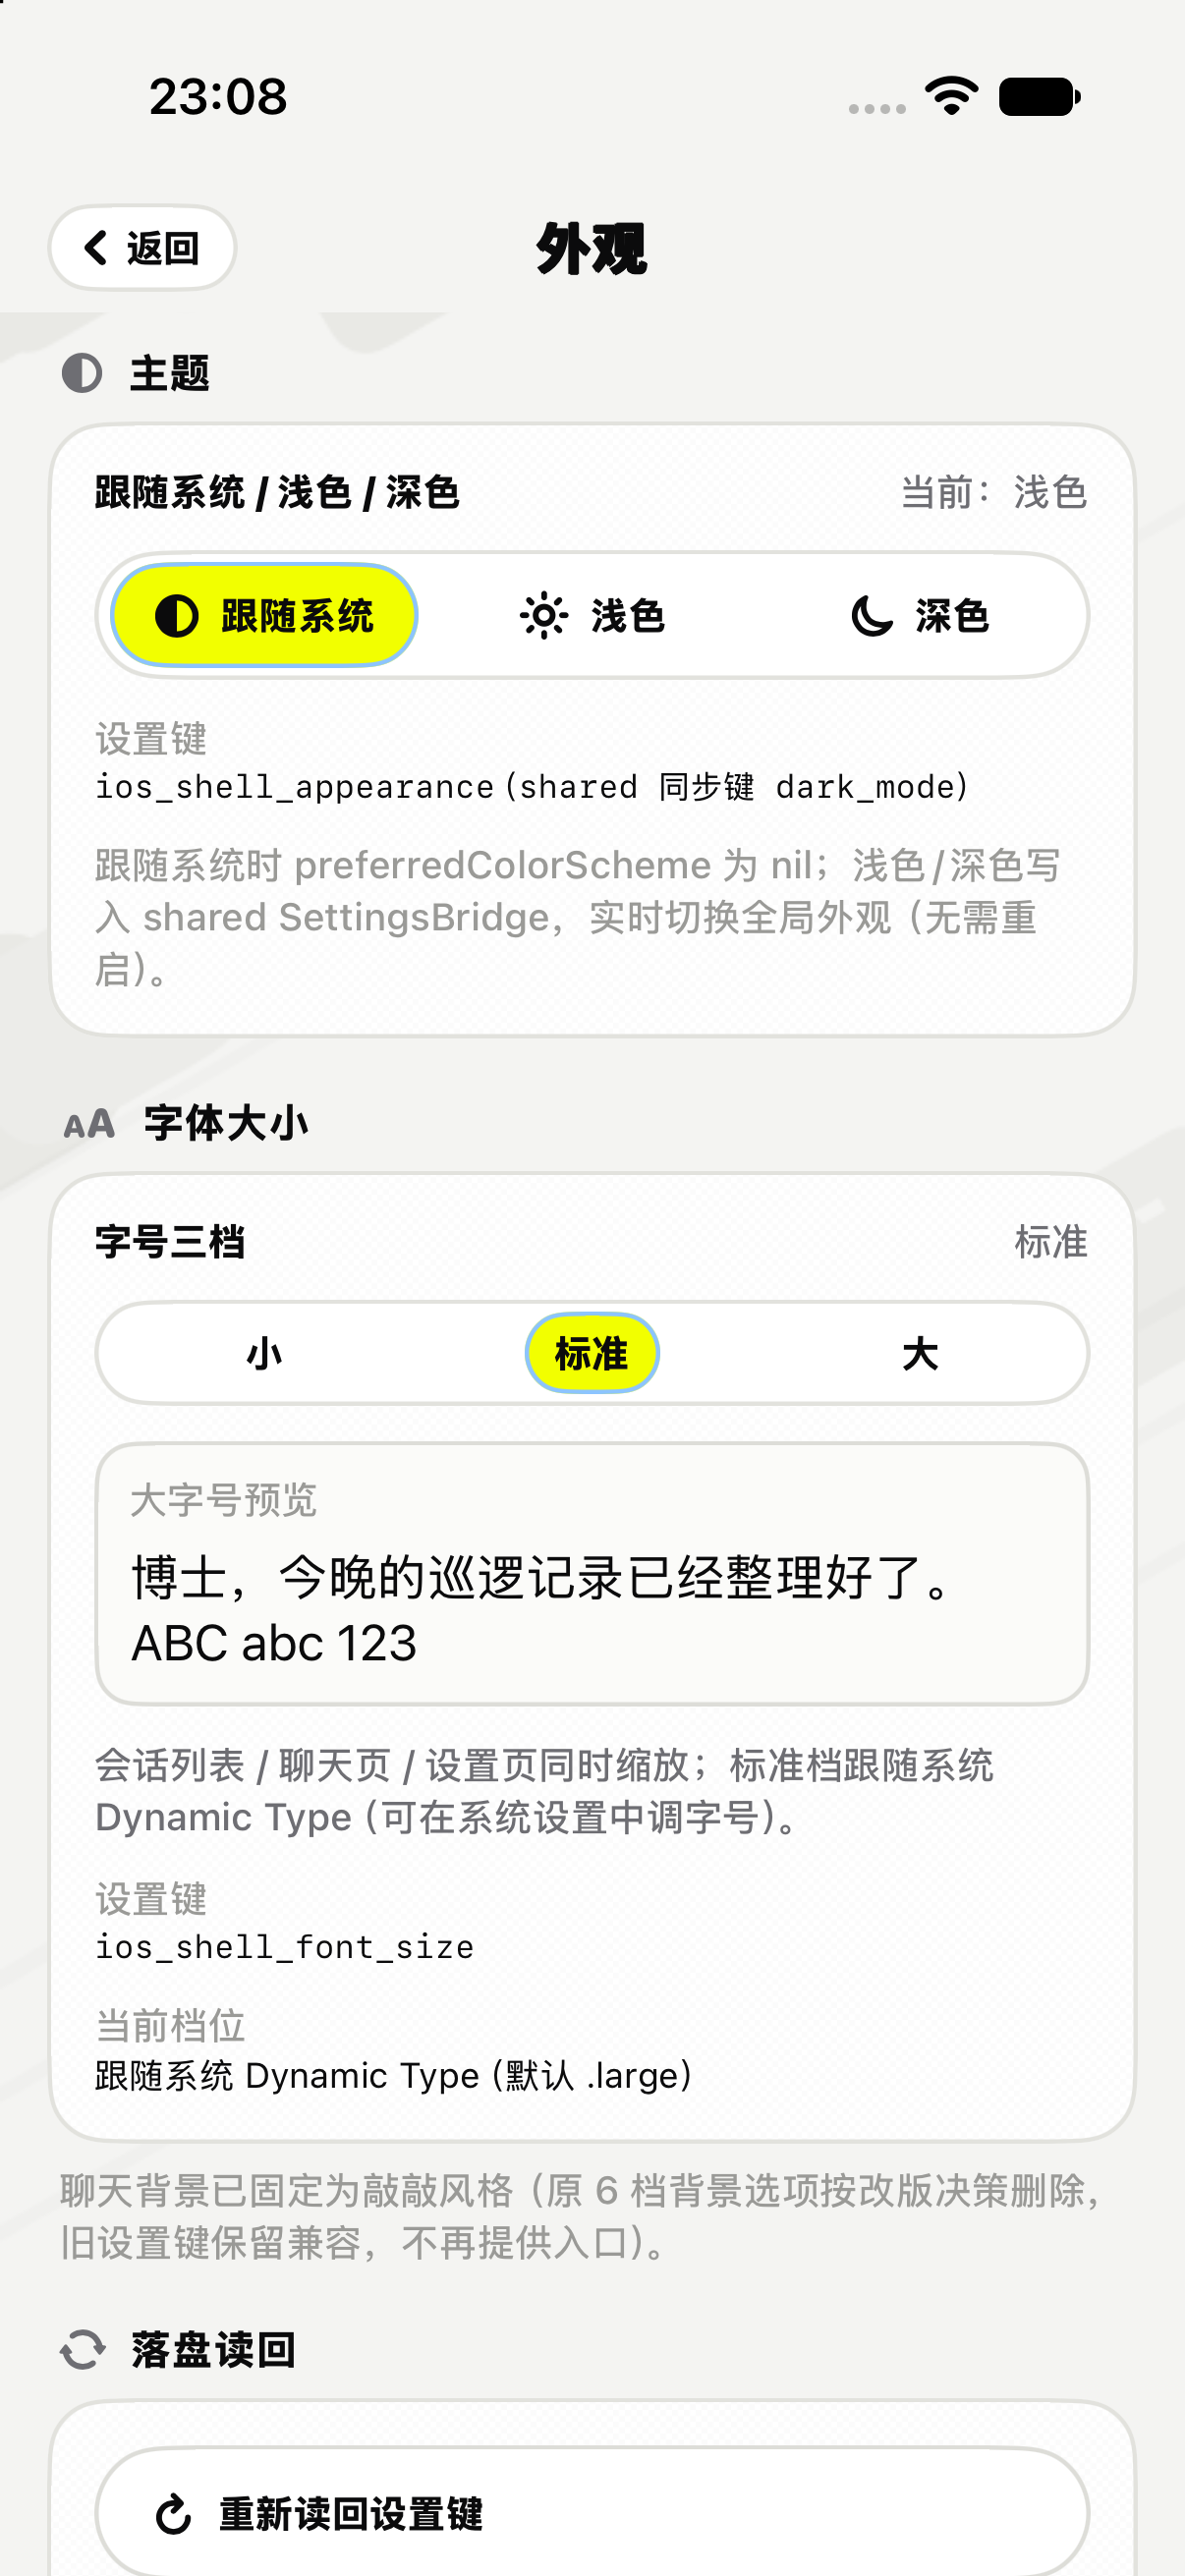 23:08
返回
外观
主题
跟随系统 / 浅色 / 深色
当前：浅色
跟随系统
浅色
深色
设置键
ios_shell_appearance（shared 同步键 dark_mode）
跟随系统时 preferredColorScheme 为 nil；浅色/深色写
入 shared SettingsBridge，实时切换全局外观（无需重
启）。
AA 字体大小
字号三档
标准
小
标准
大
大字号预览
博士，今晚的巡逻记录已经整理好了。
ABC abc 123
会话列表 / 聊天页 / 设置页同时缩放；标准档跟随系统
Dynamic Type（可在系统设置中调字号）。
设置键
ios_shell_font_size
当前档位
跟随系统 Dynamic Type（默认 .large）
聊天背景已固定为敲敲风格（原 6 档背景选项按改版决策删除，
旧设置键保留兼容，不再提供入口）。
落盘读回
重新读回设置键